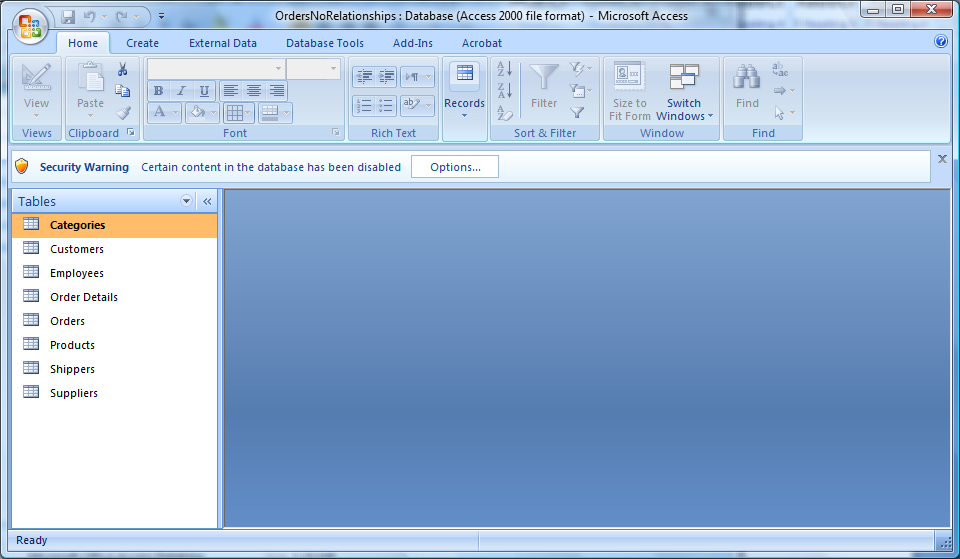 OrdersNoRelationships : Database (Access 2000 file format) - Microsoft Access
Home Create External Data Database Tools Add-Ins Acrobat
View Paste B I U A ab Records A Z Z A A Z Filter Size to Fit Form Switch Windows Find ab ac
Views Clipboard Font Rich Text Sort & Filter Window Find
Security Warning Certain content in the database has been disabled Options...
Tables
Categories
Customers
Employees
Order Details
Orders
Products
Shippers
Suppliers
Ready